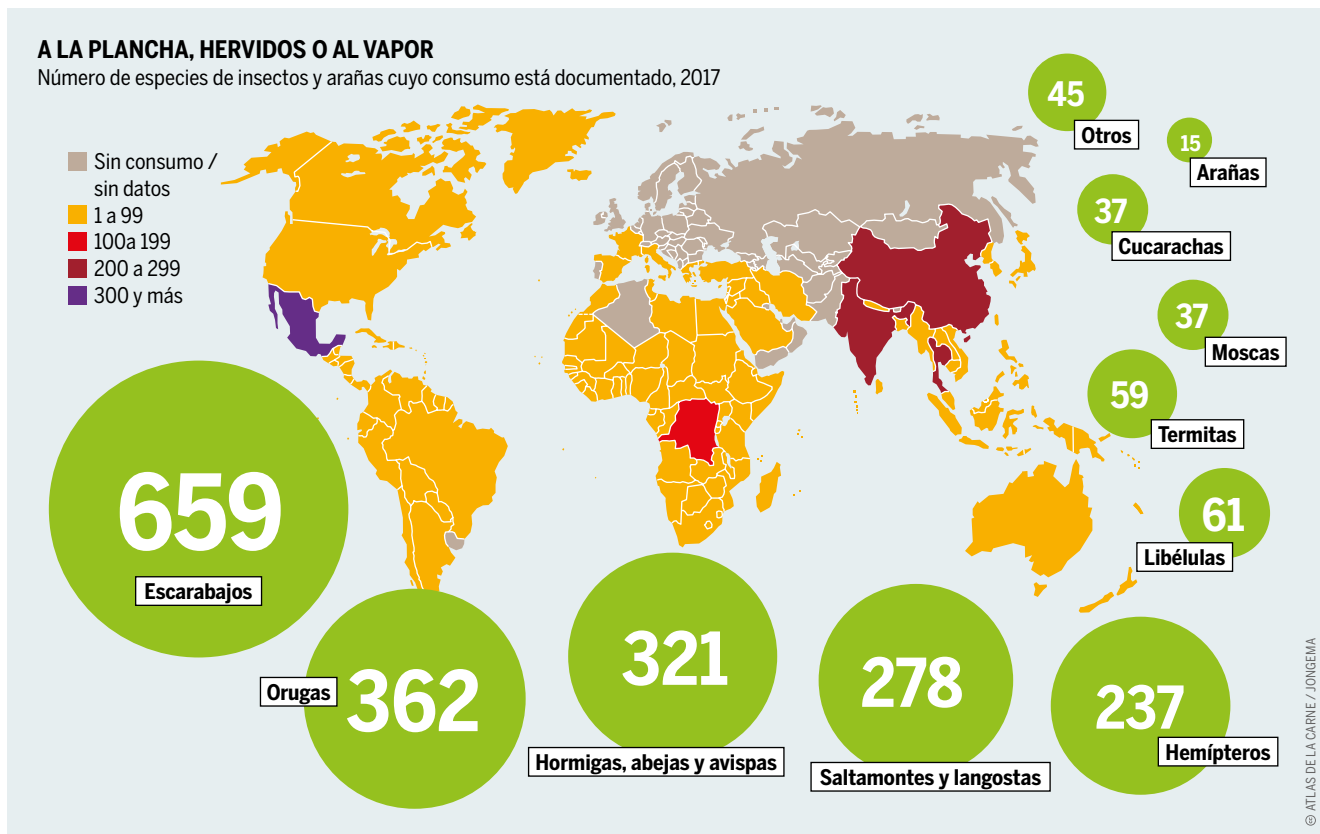 A LA PLANCHA, HERVIDOS O AL VAPOR
Número de especies de insectos y arañas cuyo consumo está documentado, 2017
Sin consumo /
sin datos
1 a 99
100a 199
200 a 299
300 y más
45
Otros
15
Arañas
37
Cucarachas
37
Moscas
59
Termitas
61
Libélulas
659
Escarabajos
362
Orugas
321
Hormigas, abejas y avispas
278
Saltamontes y langostas
237
Hemípteros
ATLAS DE LA CARNE / JONGEMA